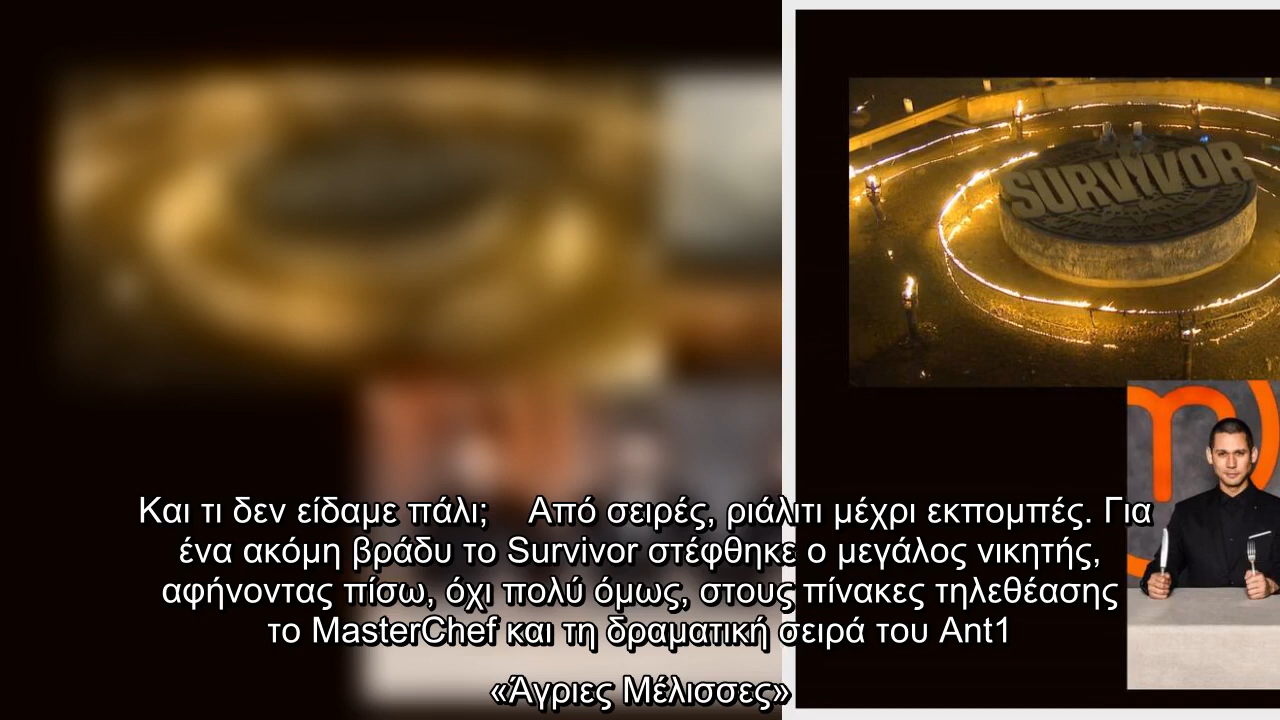 SURVIVOR
Και τι δεν είδαμε πάλι; Από σειρές, ριάλιτι μέχρι εκπομπές. Για
ένα ακόμη βράδυ το Survivor στέφθηκε ο μεγάλος νικητής,
αφήνοντας πίσω, όχι πολύ όμως, στους πίνακες τηλεθέασης
το MasterChef και τη δραματική σειρά του Ant1
«Άγριες Μέλισσες»